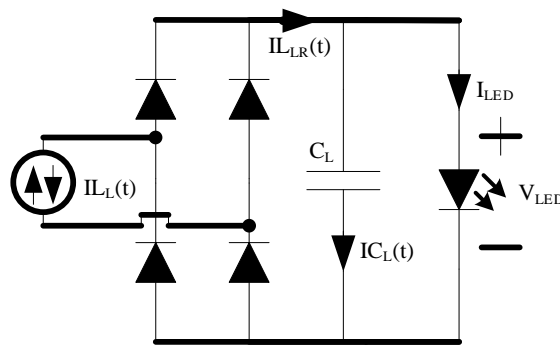 IL_LR(t)
I_LED
C_L
+
IL_L(t)
V_LED
IC_L(t)